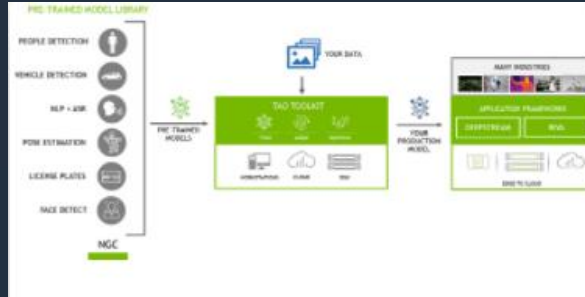 PRE-TRAINED MODEL LIBRARY
PEOPLE DETECTION
VEHICLE DETECTION
NLP + ASR
POSE ESTIMATION
LICENSE PLATES
FACE DETECT
NGC
PRE-TRAINED
MODELS
YOUR DATA
TAO TOOLKIT
CLOUD
YOUR
PRODUCTION
MODEL
MANY INDUSTRIES
APPLICATION FRAMEWORKS
DEEPSTREAM
RIVA
EDGE TO CLOUD